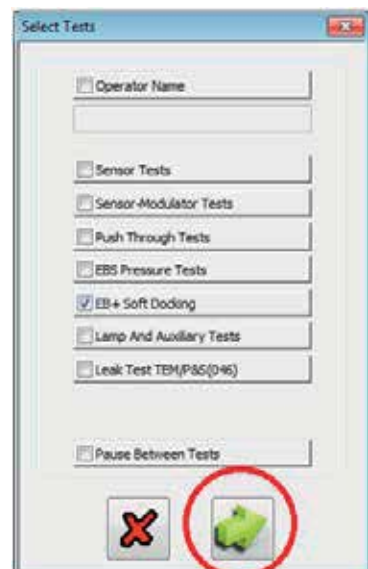 Select Tests
Operator Name
Sensor Tests
Sensor-Modulator Tests
Push Through Tests
EBS Pressure Tests
EB+ Soft Docking
Lamp And Auxiliary Tests
Leak Test TEM/P&S(046)
Pause Between Tests